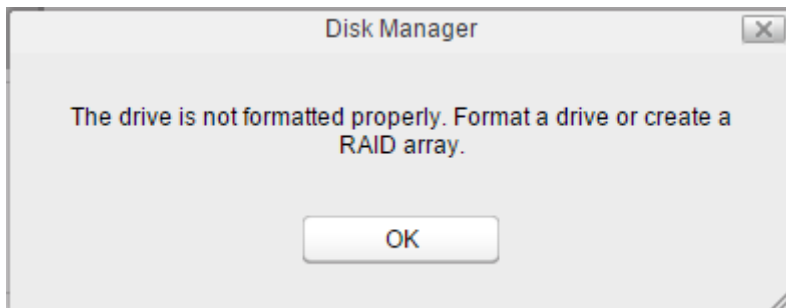 Disk Manager
The drive is not formatted properly. Format a drive or create a
RAID array.
OK